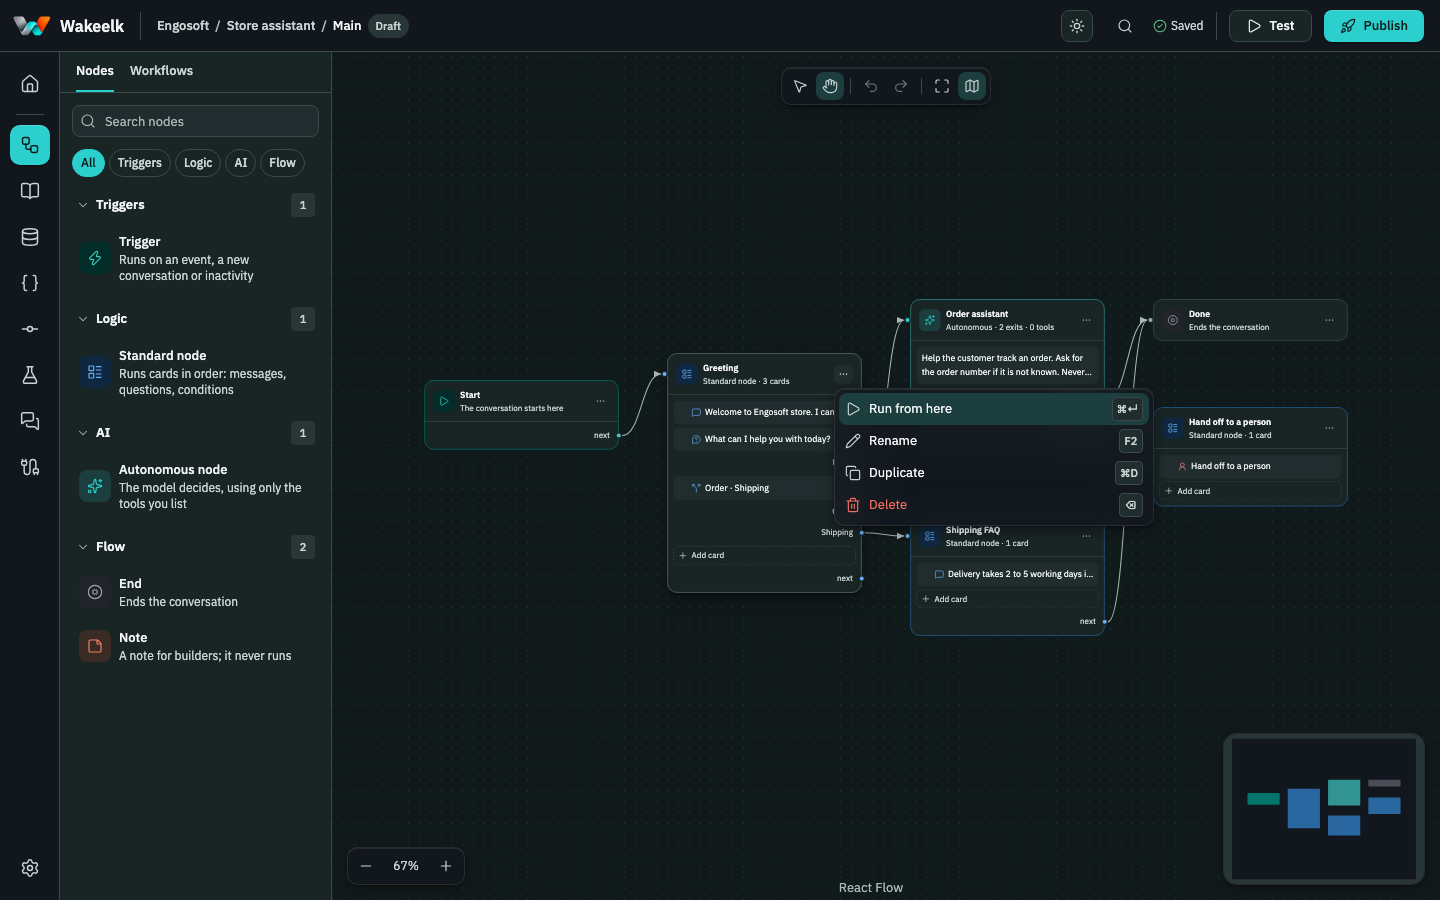 Wakeelk
Engosoft / Store assistant / Main Draft
Saved
Test
Publish
Nodes Workflows
Search nodes
All Triggers Logic AI Flow
Triggers 1
Trigger
Runs on an event, a new
conversation or inactivity
Logic 1
Standard node
Runs cards in order: messages,
questions, conditions
AI 1
Autonomous node
The model decides, using only the
tools you list
Flow 2
End
Ends the conversation
Note
A note for builders; it never runs
Start
The conversation starts here
next
Greeting
Standard node · 3 cards
Welcome to Engosoft store. I can
What can I help you with today?
Order · Shipping
Shipping
Add card
next
Order assistant
Autonomous · 2 exits · 0 tools
Help the customer track an order. Ask for
the order number if it is not known. Never...
Run from here ⌘↵
Rename F2
Duplicate ⌘D
Delete ⌫
Shipping FAQ
Standard node · 1 card
Delivery takes 2 to 5 working days i...
Add card
next
Done
Ends the conversation
Hand off to a person
Standard node · 1 card
Hand off to a person
Add card
67%
React Flow